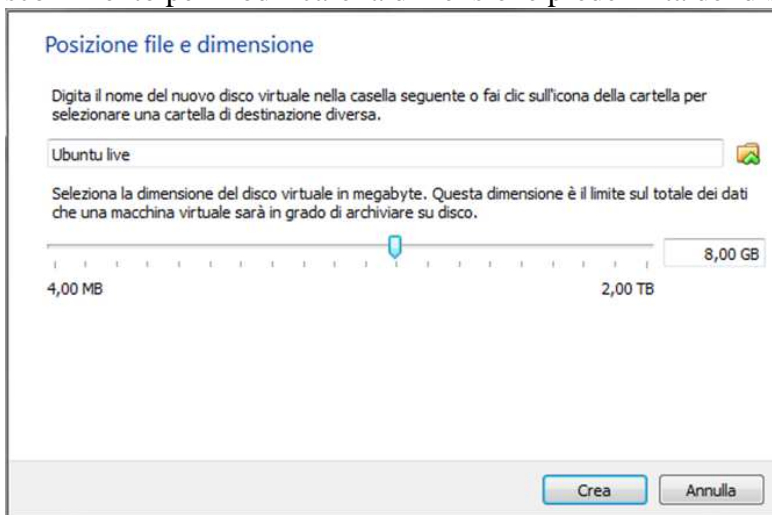 Posizione file e dimensione
Digita il nome del nuovo disco virtuale nella casella seguente o fai clic sull'icona della cartella per
selezionare una cartella di destinazione diversa.
Ubuntu live
Seleziona la dimensione del disco virtuale in megabyte. Questa dimensione è il limite sul totale dei dati
che una macchina virtuale sarà in grado di archiviare su disco.
8,00 GB
4,00 MB 2,00 TB
Crea Annulla